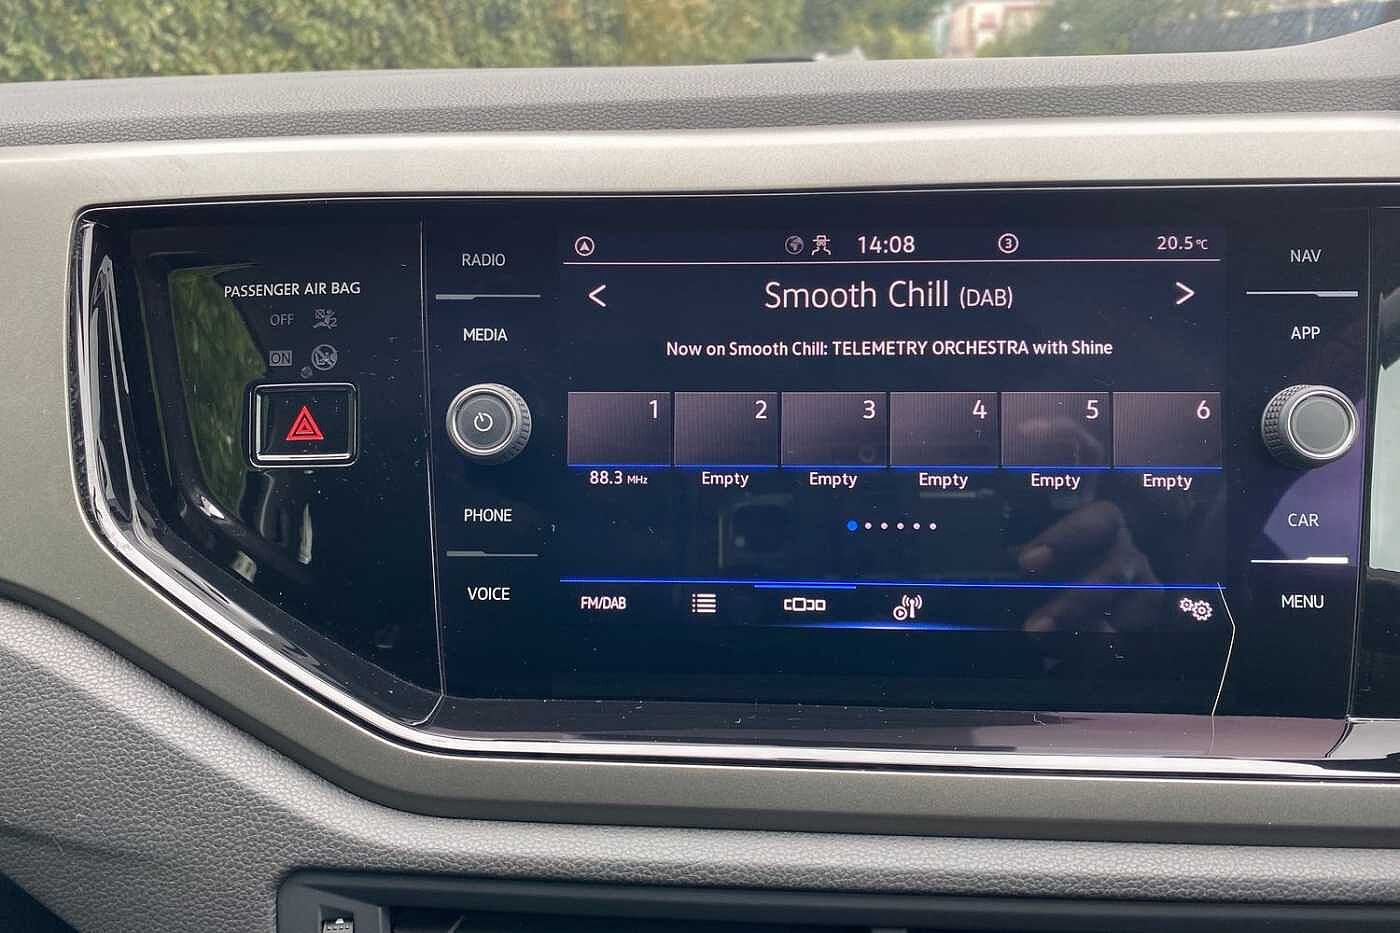 PASSENGER AIR BAG
OFF 2
ON
RADIO
MEDIA
PHONE
VOICE
14:08 3 20.5°C
< Smooth Chill (DAB) >
Now on Smooth Chill: TELEMETRY ORCHESTRA with Shine
1 2 3 4 5 6
88.3 MHz Empty Empty Empty Empty Empty
FM/DAB
NAV
APP
CAR
MENU